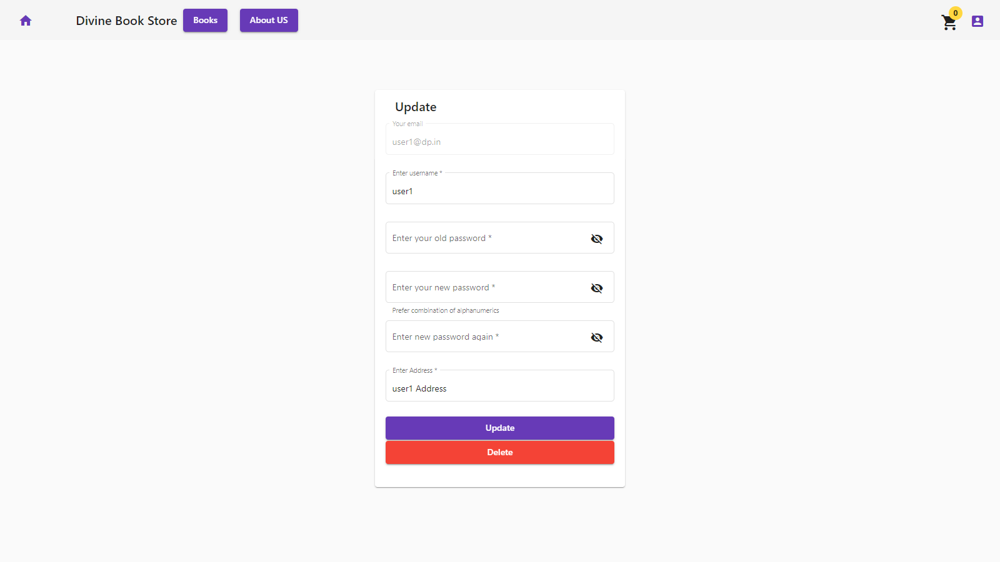 Divine Book Store Books About US 0
Update
Your email
user1@dp.in
Enter username *
user1
Enter your old password *
Enter your new password *
Prefer combination of alphanumerics
Enter new password again *
Enter Address *
user1 Address
Update
Delete